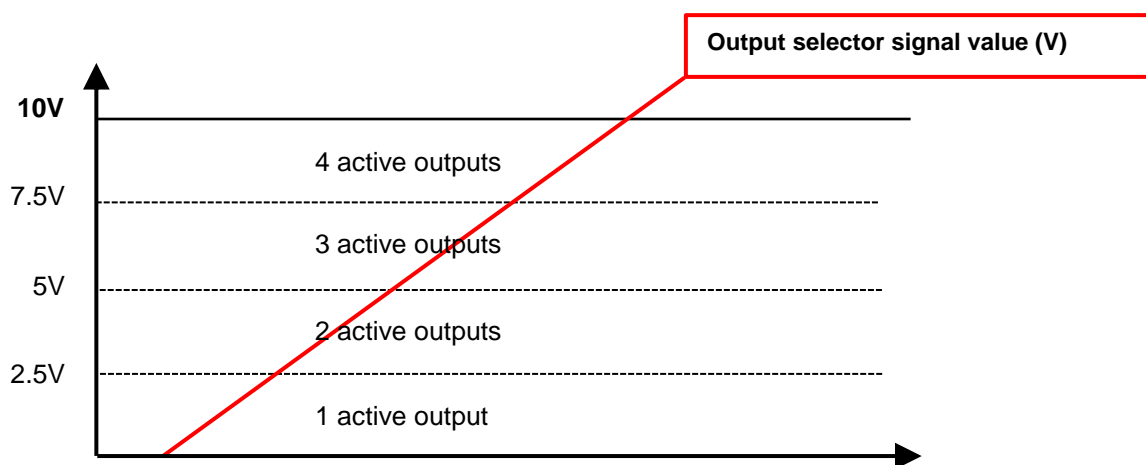 Output selector signal value (V)
10V
4 active outputs
7.5V
3 active outputs
5V
2 active outputs
2.5V
1 active output